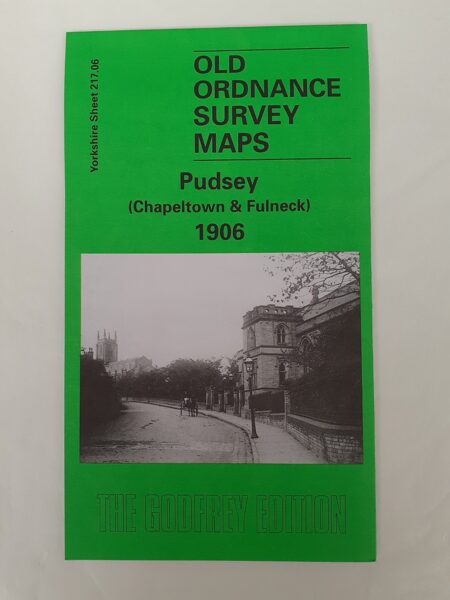 Yorkshire Sheet 217.06
OLD
ORDNANCE
SURVEY
MAPS
Pudsey
(Chapeltown & Fulneck)
1906
THE GODFREY EDITION